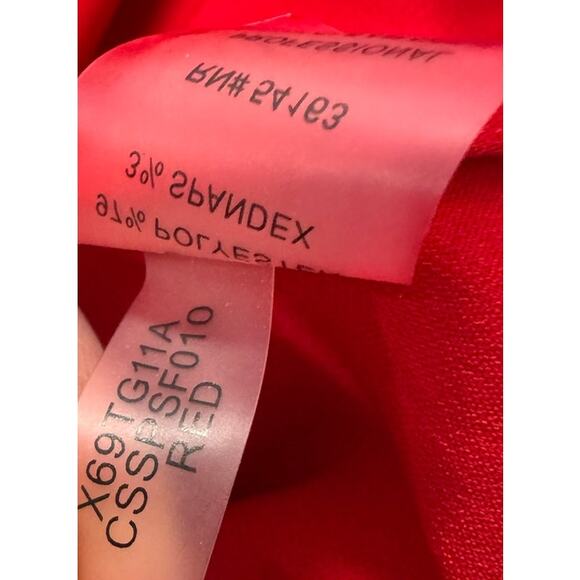 97% POLYESTER
3% SPANDEX
RN# 54163
PROFESSIONAL
X69TG11A
CSSPSF010
RED